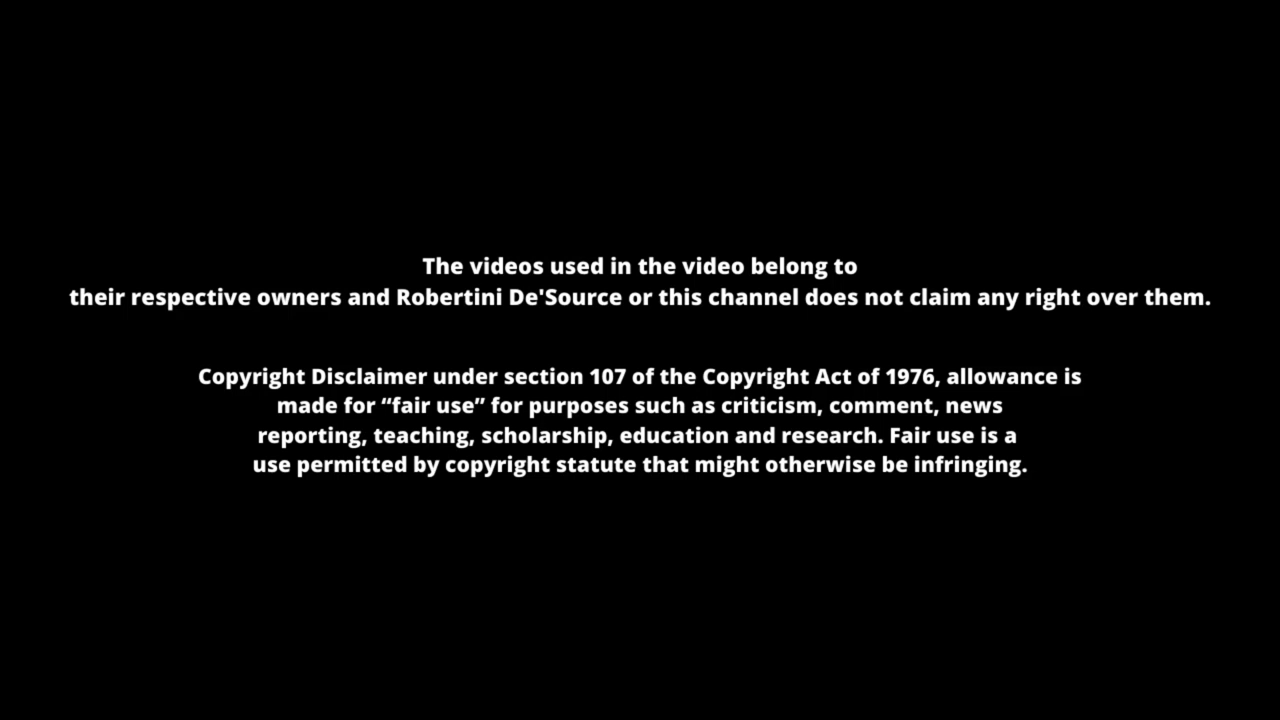 The videos used in the video belong to
their respective owners and Robertini De'Source or this channel does not claim any right over them.
Copyright Disclaimer under section 107 of the Copyright Act of 1976, allowance is
made for “fair use” for purposes such as criticism, comment, news
reporting, teaching, scholarship, education and research. Fair use is a
use permitted by copyright statute that might otherwise be infringing.